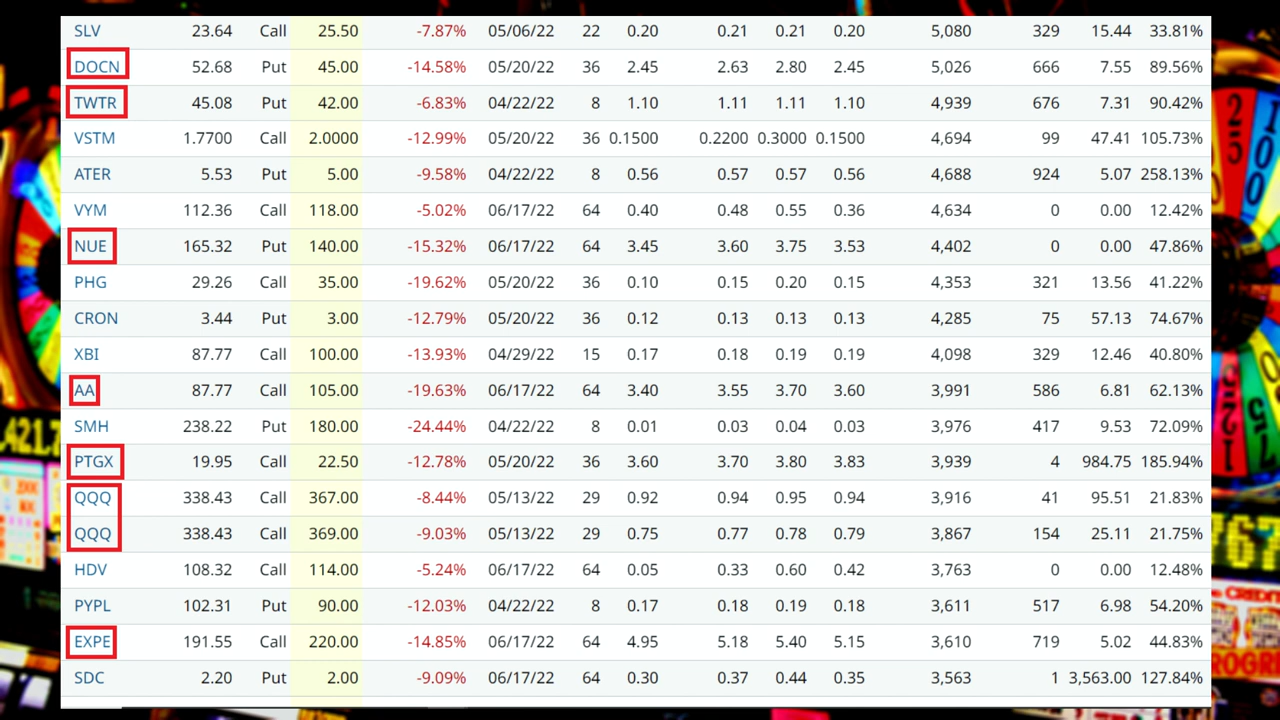 SLV 23.64 Call 25.50 -7.87% 05/06/22 22 0.20 0.21 0.21 0.20 5,080 329 15.44 33.81%
DOCN 52.68 Put 45.00 -14.58% 05/20/22 36 2.45 2.63 2.80 2.45 5,026 666 7.55 89.56%
TWTR 45.08 Put 42.00 -6.83% 04/22/22 8 1.10 1.11 1.11 1.10 4,939 676 7.31 90.42%
VSTM 1.7700 Call 2.0000 -12.99% 05/20/22 36 0.1500 0.2200 0.3000 0.1500 4,694 99 47.41 105.73%
ATER 5.53 Put 5.00 -9.58% 04/22/22 8 0.56 0.57 0.57 0.56 4,688 924 5.07 258.13%
VYM 112.36 Call 118.00 -5.02% 06/17/22 64 0.40 0.48 0.55 0.36 4,634 0 0.00 12.42%
NUE 165.32 Put 140.00 -15.32% 06/17/22 64 3.45 3.60 3.75 3.53 4,402 0 0.00 47.86%
PHG 29.26 Call 35.00 -19.62% 05/20/22 36 0.10 0.15 0.20 0.15 4,353 321 13.56 41.22%
CRON 3.44 Put 3.00 -12.79% 05/20/22 36 0.12 0.13 0.13 0.13 4,285 75 57.13 74.67%
XBI 87.77 Call 100.00 -13.93% 04/29/22 15 0.17 0.18 0.19 0.19 4,098 329 12.46 40.80%
AA 87.77 Call 105.00 -19.63% 06/17/22 64 3.40 3.55 3.70 3.60 3,991 586 6.81 62.13%
SMH 238.22 Put 180.00 -24.44% 04/22/22 8 0.01 0.03 0.04 0.03 3,976 417 9.53 72.09%
PTGX 19.95 Call 22.50 -12.78% 05/20/22 36 3.60 3.70 3.80 3.83 3,939 4 984.75 185.94%
QQQ 338.43 Call 367.00 -8.44% 05/13/22 29 0.92 0.94 0.95 0.94 3,916 41 95.51 21.83%
QQQ 338.43 Call 369.00 -9.03% 05/13/22 29 0.75 0.77 0.78 0.79 3,867 154 25.11 21.75%
HDV 108.32 Call 114.00 -5.24% 06/17/22 64 0.05 0.33 0.60 0.42 3,763 0 0.00 12.48%
PYPL 102.31 Put 90.00 -12.03% 04/22/22 8 0.17 0.18 0.19 0.18 3,611 517 6.98 54.20%
EXPE 191.55 Call 220.00 -14.85% 06/17/22 64 4.95 5.18 5.40 5.15 3,610 719 5.02 44.83%
SDC 2.20 Put 2.00 -9.09% 06/17/22 64 0.30 0.37 0.44 0.35 3,563 1 3,563.00 127.84%